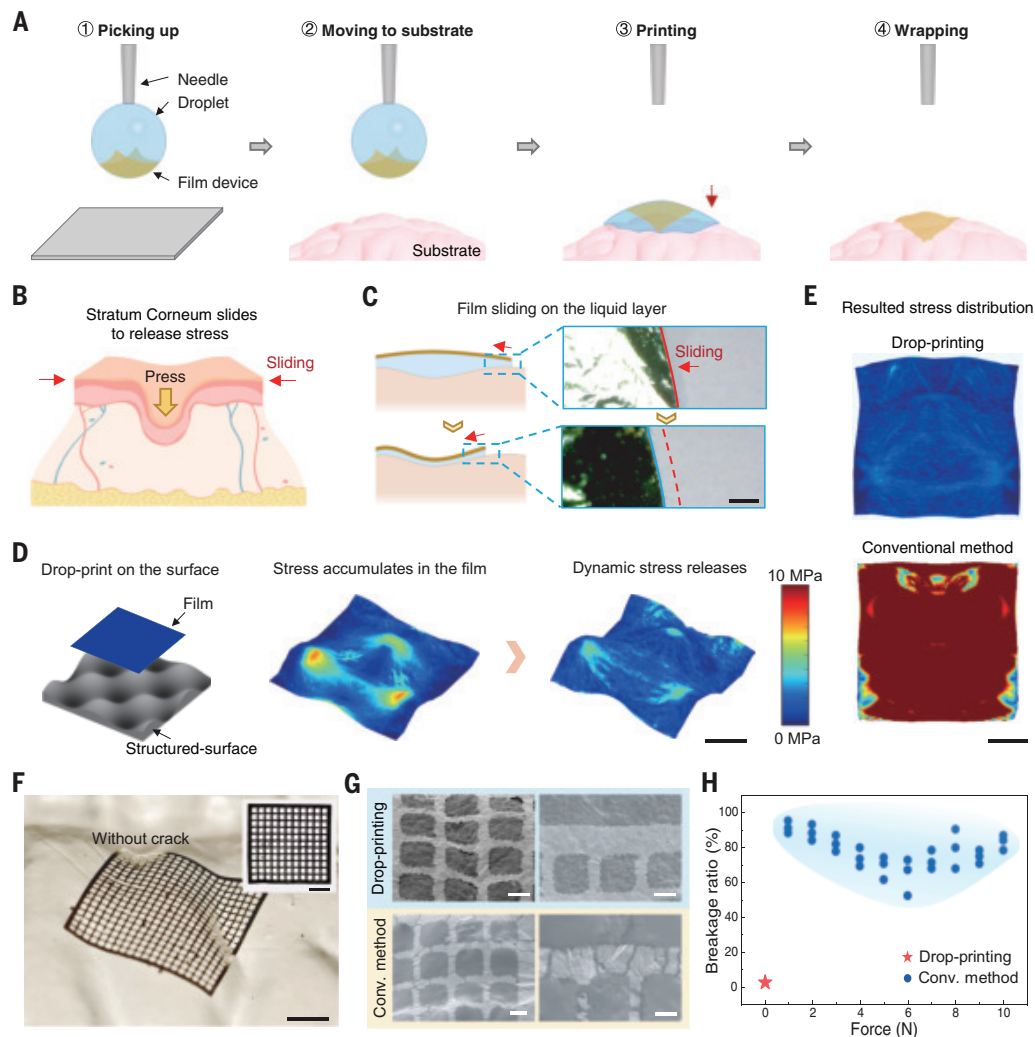 A
① Picking up
② Moving to substrate
③ Printing
④ Wrapping
Needle
Droplet
Film device
Substrate
B
Stratum Corneum slides
to release stress
Press
Sliding
C
Film sliding on the liquid layer
Sliding
D
Drop-print on the surface
Film
Structured-surface
Stress accumulates in the film
Dynamic stress releases
10 MPa
0 MPa
E
Resulted stress distribution
Drop-printing
Conventional method
F
Without crack
G
Drop-printing
Conv. method
H
Breakage ratio (%)
100
80
60
40
20
0
Drop-printing
Conv. method
0 2 4 6 8 10
Force (N)